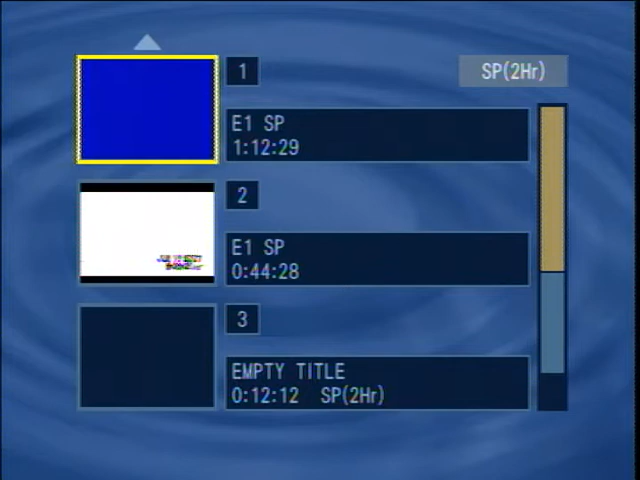 1
SP(2Hr)
E1 SP
1:12:29
2
E1 SP
0:44:28
3
EMPTY TITLE
0:12:12 SP(2Hr)